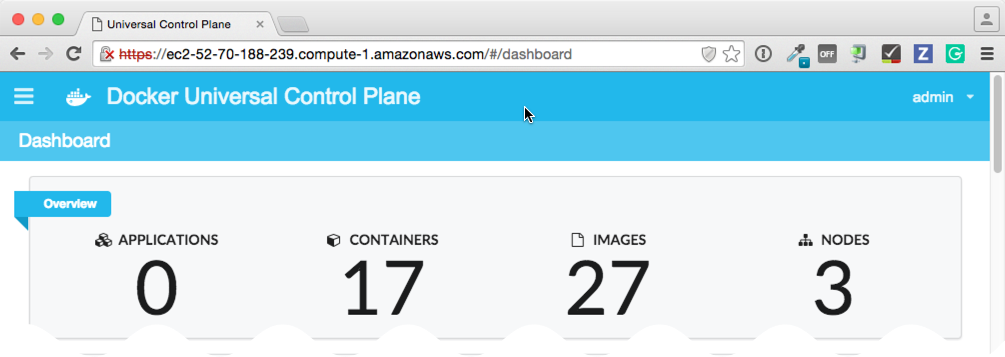 Universal Control Plane
https://ec2-52-70-188-239.compute-1.amazonaws.com/#/dashboard
OFF
Z
G
Docker Universal Control Plane
admin
Dashboard
Overview
APPLICATIONS CONTAINERS IMAGES NODES
0 17 27 3